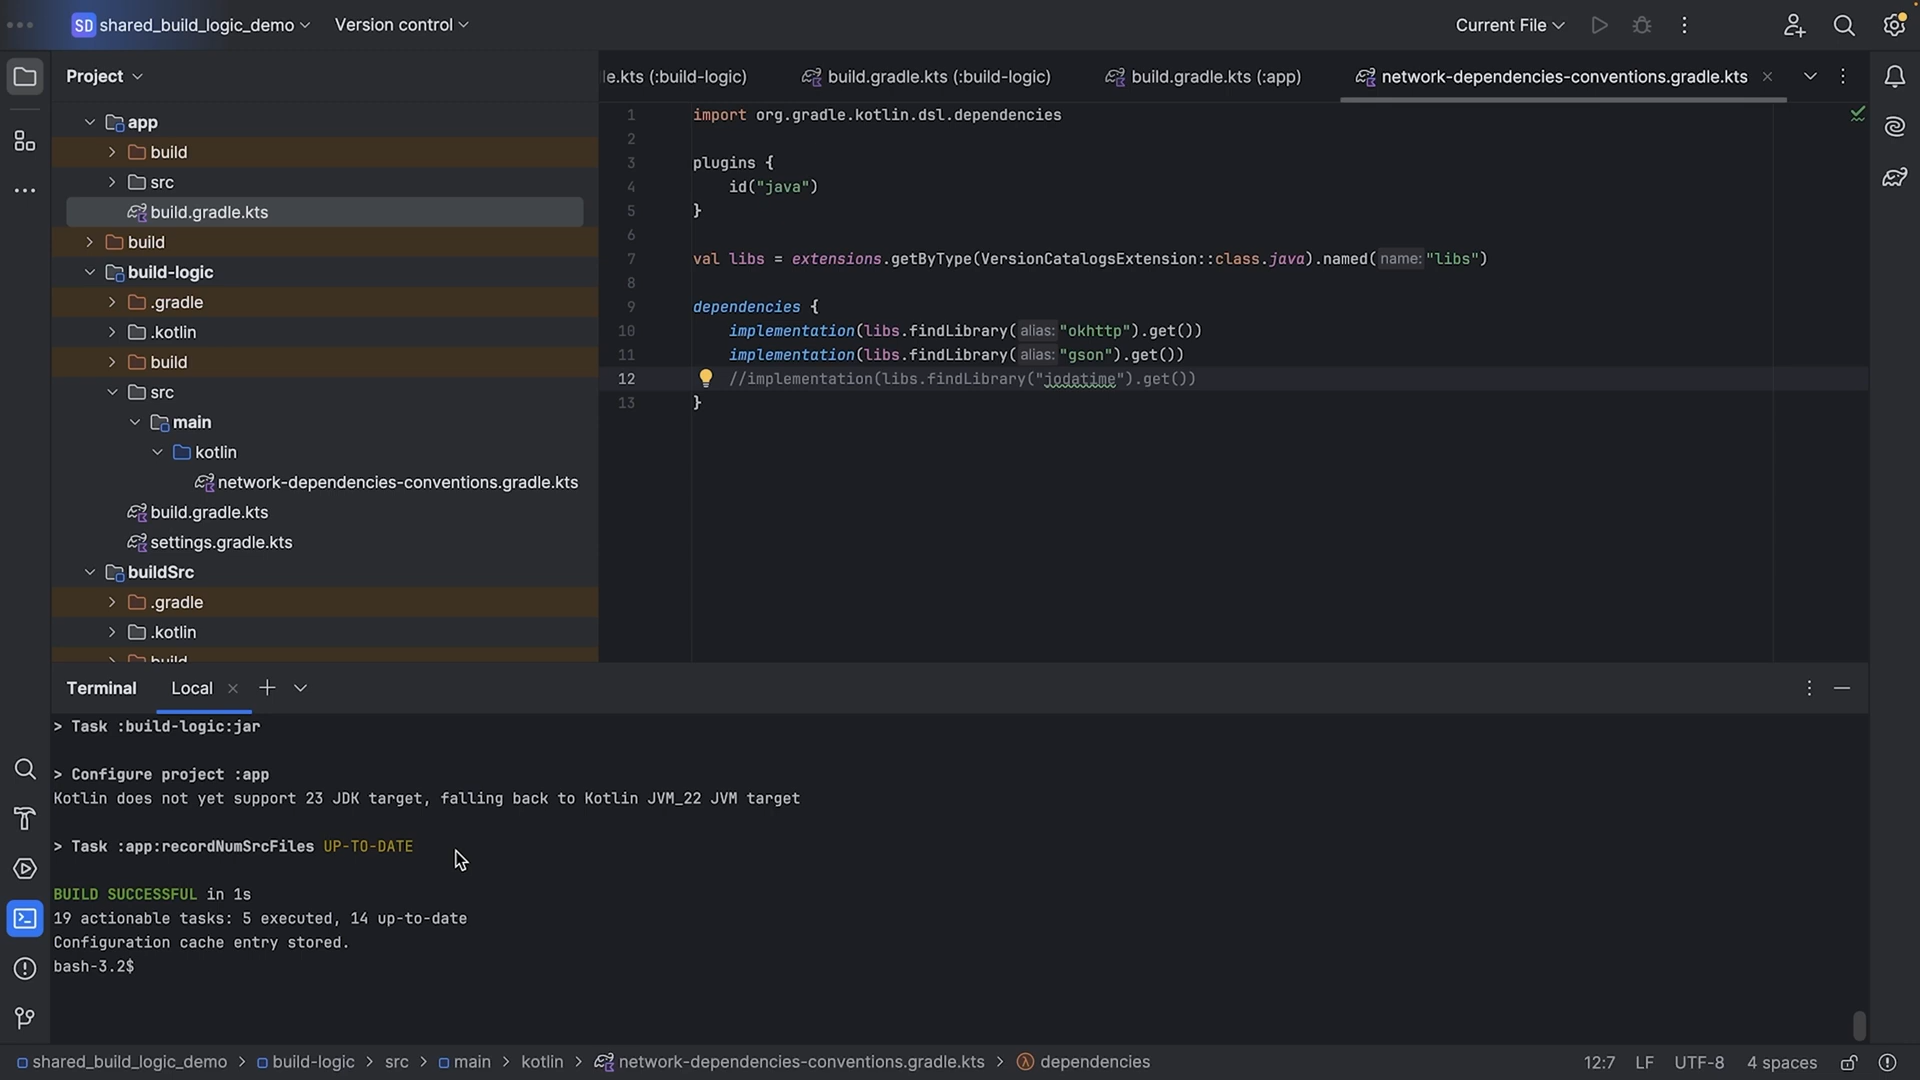 SD shared_build_logic_demo Version control Current File
Project
le.kts (:build-logic) build.gradle.kts (:build-logic) build.gradle.kts (:app) network-dependencies-conventions.gradle.kts
app
build
src
build.gradle.kts
build
build-logic
.gradle
.kotlin
build
src
main
kotlin
network-dependencies-conventions.gradle.kts
build.gradle.kts
settings.gradle.kts
buildSrc
.gradle
.kotlin
build
1 import org.gradle.kotlin.dsl.dependencies
2
3 plugins {
4 id("java")
5 }
6
7 val libs = extensions.getByType(VersionCatalogsExtension::class.java).named( name: "libs")
8
9 dependencies {
10 implementation(libs.findLibrary( alias: "okhttp").get())
11 implementation(libs.findLibrary( alias: "gson").get())
12 //implementation(libs.findLibrary("jodatime").get())
13 }
Terminal Local
> Task :build-logic:jar
> Configure project :app
Kotlin does not yet support 23 JDK target, falling back to Kotlin JVM_22 JVM target
> Task :app:recordNumSrcFiles UP-TO-DATE
BUILD SUCCESSFUL in 1s
19 actionable tasks: 5 executed, 14 up-to-date
Configuration cache entry stored.
bash-3.2$
shared_build_logic_demo > build-logic > src > main > kotlin > network-dependencies-conventions.gradle.kts > dependencies 12:7 LF UTF-8 4 spaces